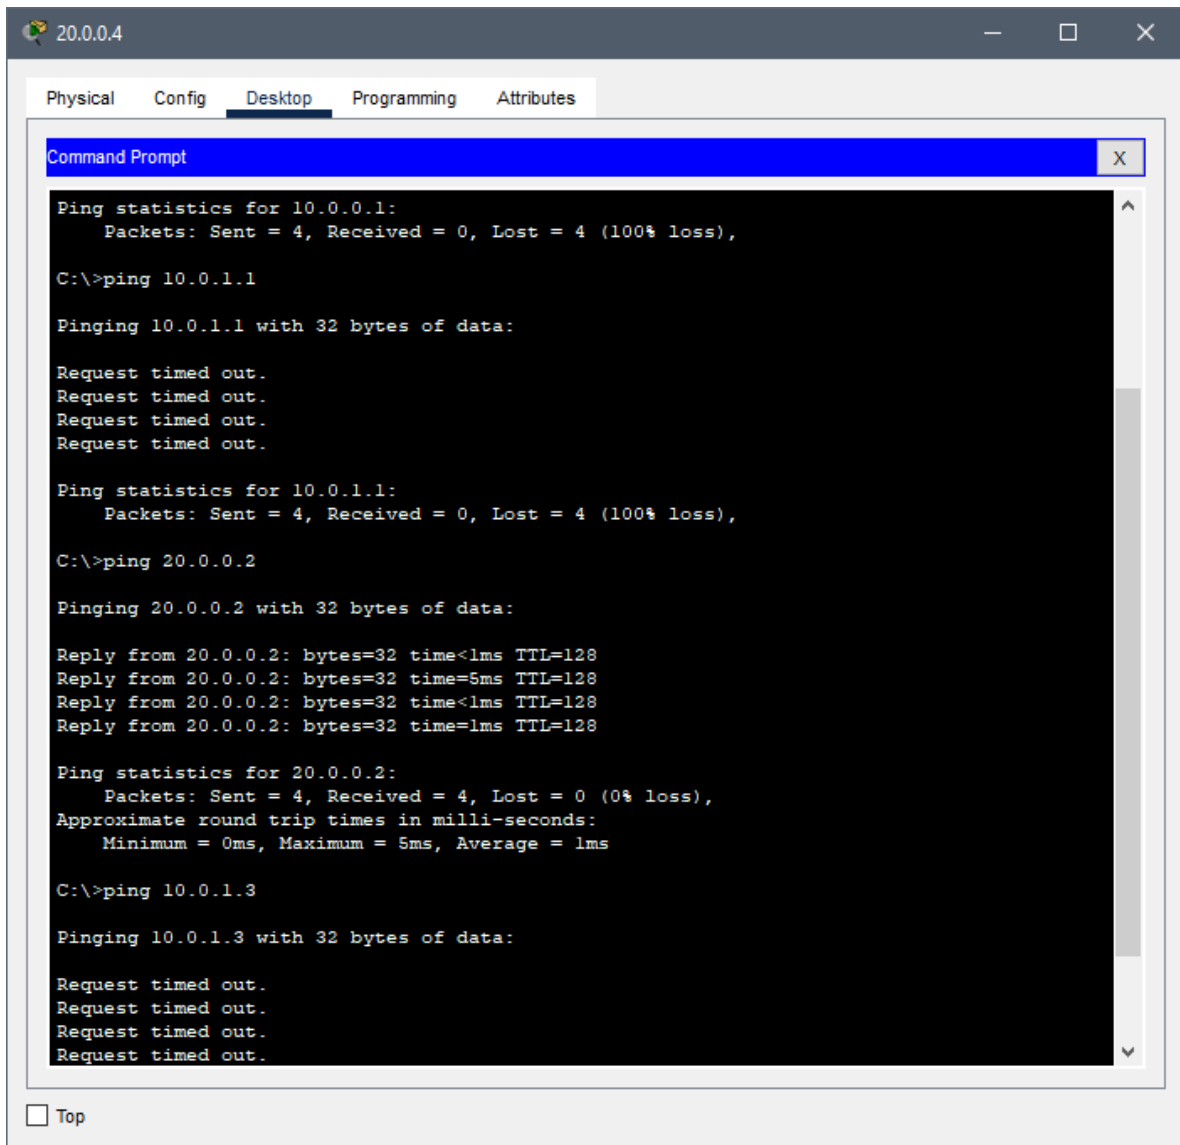 20.0.0.4
Physical Config Desktop Programming Attributes
Command Prompt X
Ping statistics for 10.0.0.1:
Packets: Sent = 4, Received = 0, Lost = 4 (100% loss),
C:\>ping 10.0.1.1
Pinging 10.0.1.1 with 32 bytes of data:
Request timed out.
Request timed out.
Request timed out.
Request timed out.
Ping statistics for 10.0.1.1:
Packets: Sent = 4, Received = 0, Lost = 4 (100% loss),
C:\>ping 20.0.0.2
Pinging 20.0.0.2 with 32 bytes of data:
Reply from 20.0.0.2: bytes=32 time<1ms TTL=128
Reply from 20.0.0.2: bytes=32 time=5ms TTL=128
Reply from 20.0.0.2: bytes=32 time<1ms TTL=128
Reply from 20.0.0.2: bytes=32 time=1ms TTL=128
Ping statistics for 20.0.0.2:
Packets: Sent = 4, Received = 4, Lost = 0 (0% loss),
Approximate round trip times in milli-seconds:
Minimum = 0ms, Maximum = 5ms, Average = 1ms
C:\>ping 10.0.1.3
Pinging 10.0.1.3 with 32 bytes of data:
Request timed out.
Request timed out.
Request timed out.
Request timed out.
Top